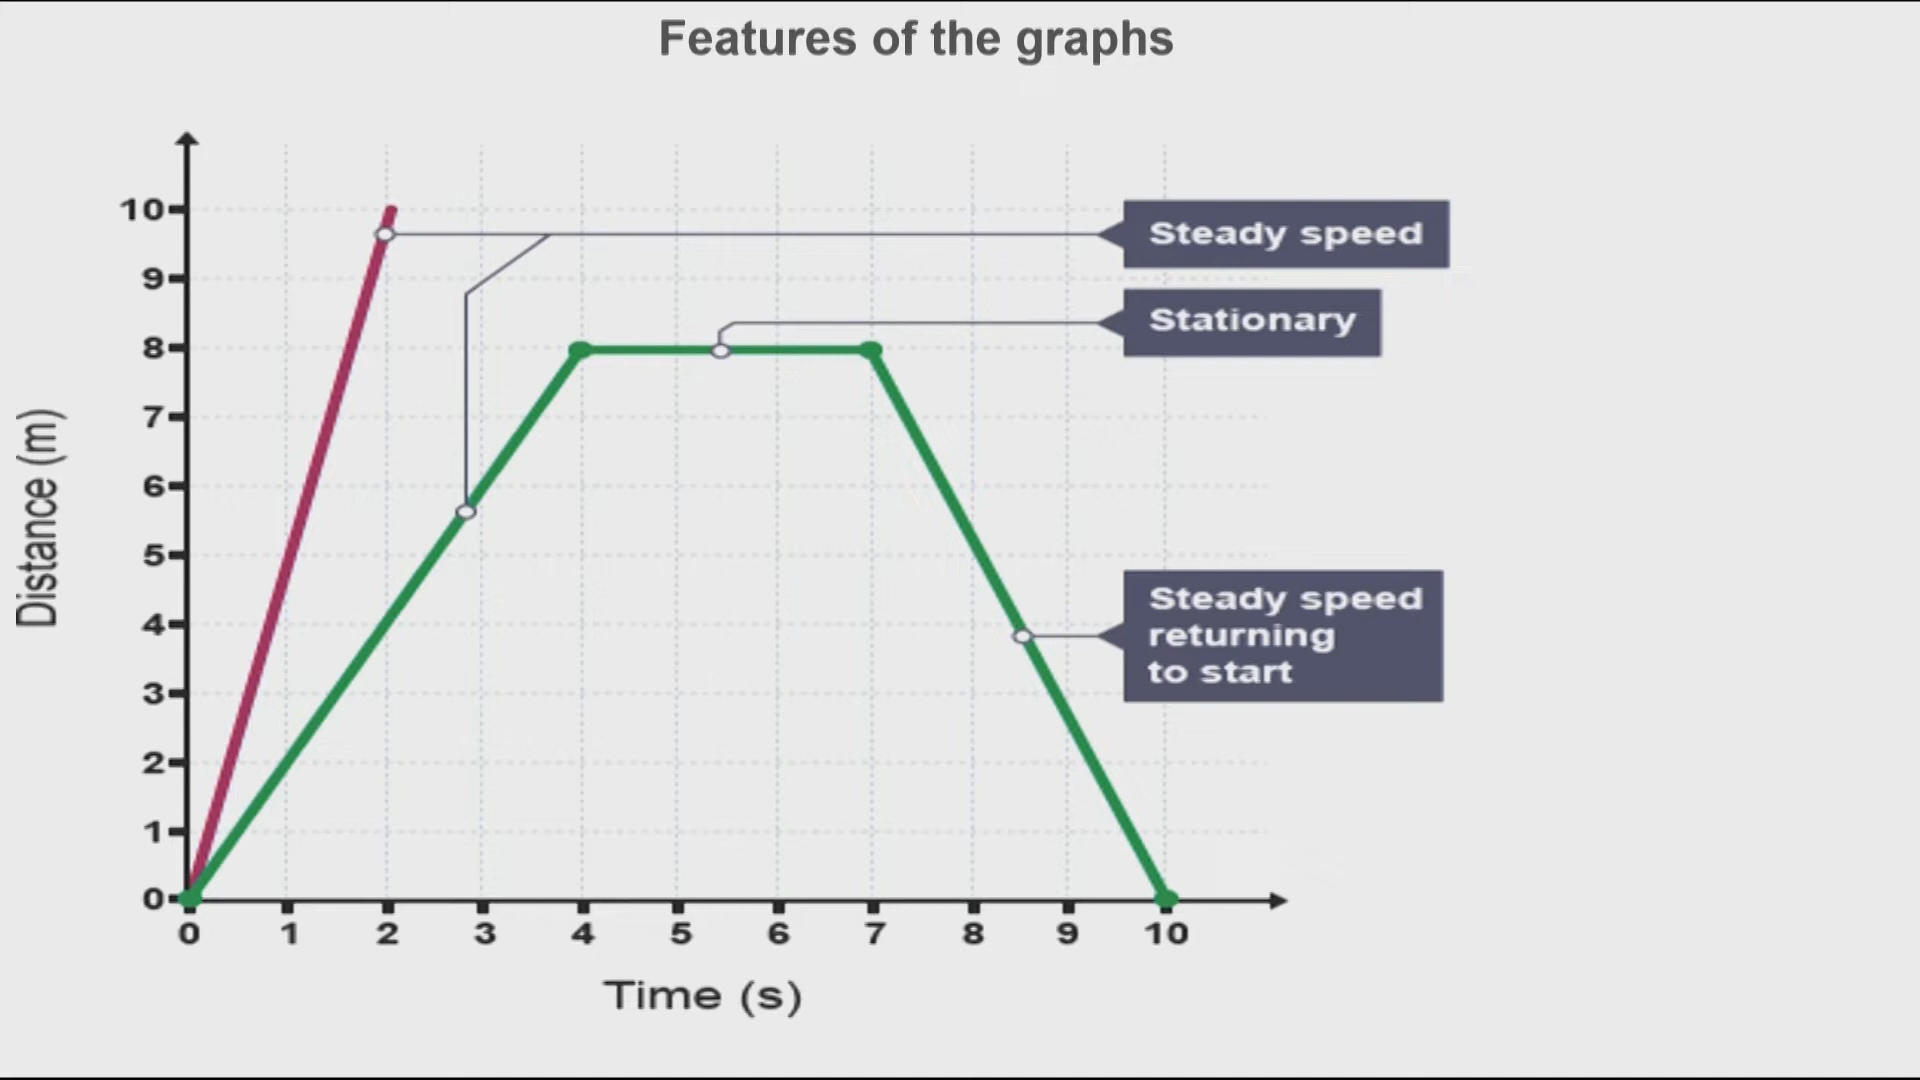 Features of the graphs
Distance (m)
10
9
8
7
6
5
4
3
2
1
0
Steady speed
Stationary
Steady speed
returning
to start
0 1 2 3 4 5 6 7 8 9 10
Time (s)